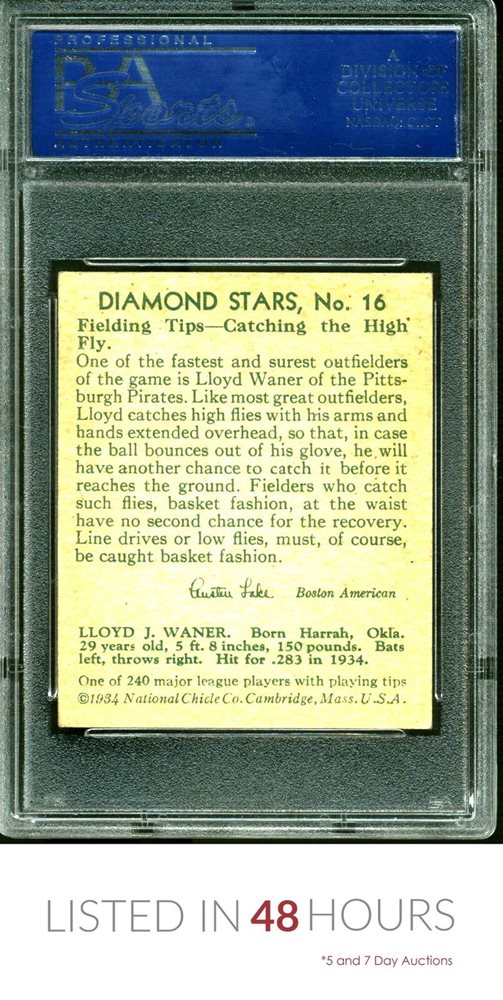 PROFESSIONAL
PSA
Sports
AUTHENTICATOR
A
DIVISION OF
COLLECTORS
UNIVERSE
NASDAQ: CLCT
DIAMOND STARS, No. 16
Fielding Tips—Catching the High
Fly.
One of the fastest and surest outfielders
of the game is Lloyd Waner of the Pitts-
burgh Pirates. Like most great outfielders,
Lloyd catches high flies with his arms and
hands extended overhead, so that, in case
the ball bounces out of his glove, he will
have another chance to catch it before it
reaches the ground. Fielders who catch
such flies, basket fashion, at the waist
have no second chance for the recovery.
Line drives or low flies, must, of course,
be caught basket fashion.
Austen Lake Boston American
LLOYD J. WANER. Born Harrah, Okla.
29 years old, 5 ft. 8 inches, 150 pounds. Bats
left, throws right. Hit for .283 in 1934.
One of 240 major league players with playing tips
©1934 National Chicle Co. Cambridge, Mass. U.S.A.
LISTED IN 48 HOURS
*5 and 7 Day Auctions